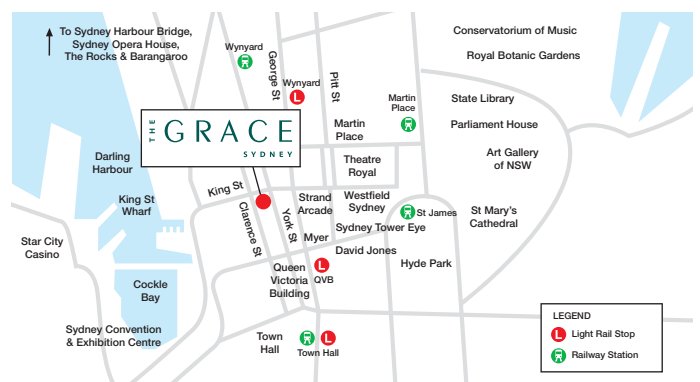 To Sydney Harbour Bridge,
Sydney Opera House,
The Rocks & Barangaroo
Wynyard
George St
Wynyard
L
Pitt St
Conservatorium of Music
Royal Botanic Gardens
Martin
Place
State Library
Parliament House
Art Gallery
of NSW
THE GRACE
SYDNEY
Martin
Place
Theatre
Royal
Darling
Harbour
King St
King St
Wharf
Clarence St
York St
Strand
Arcade
Westfield
Sydney
St James
St Mary's
Cathedral
Sydney Tower Eye
Myer
David Jones
Hyde Park
Star City
Casino
Queen
Victoria
Building
L
QVB
Cockle
Bay
Sydney Convention
& Exhibition Centre
Town
Hall
L
Town Hall
LEGEND
L Light Rail Stop
Railway Station